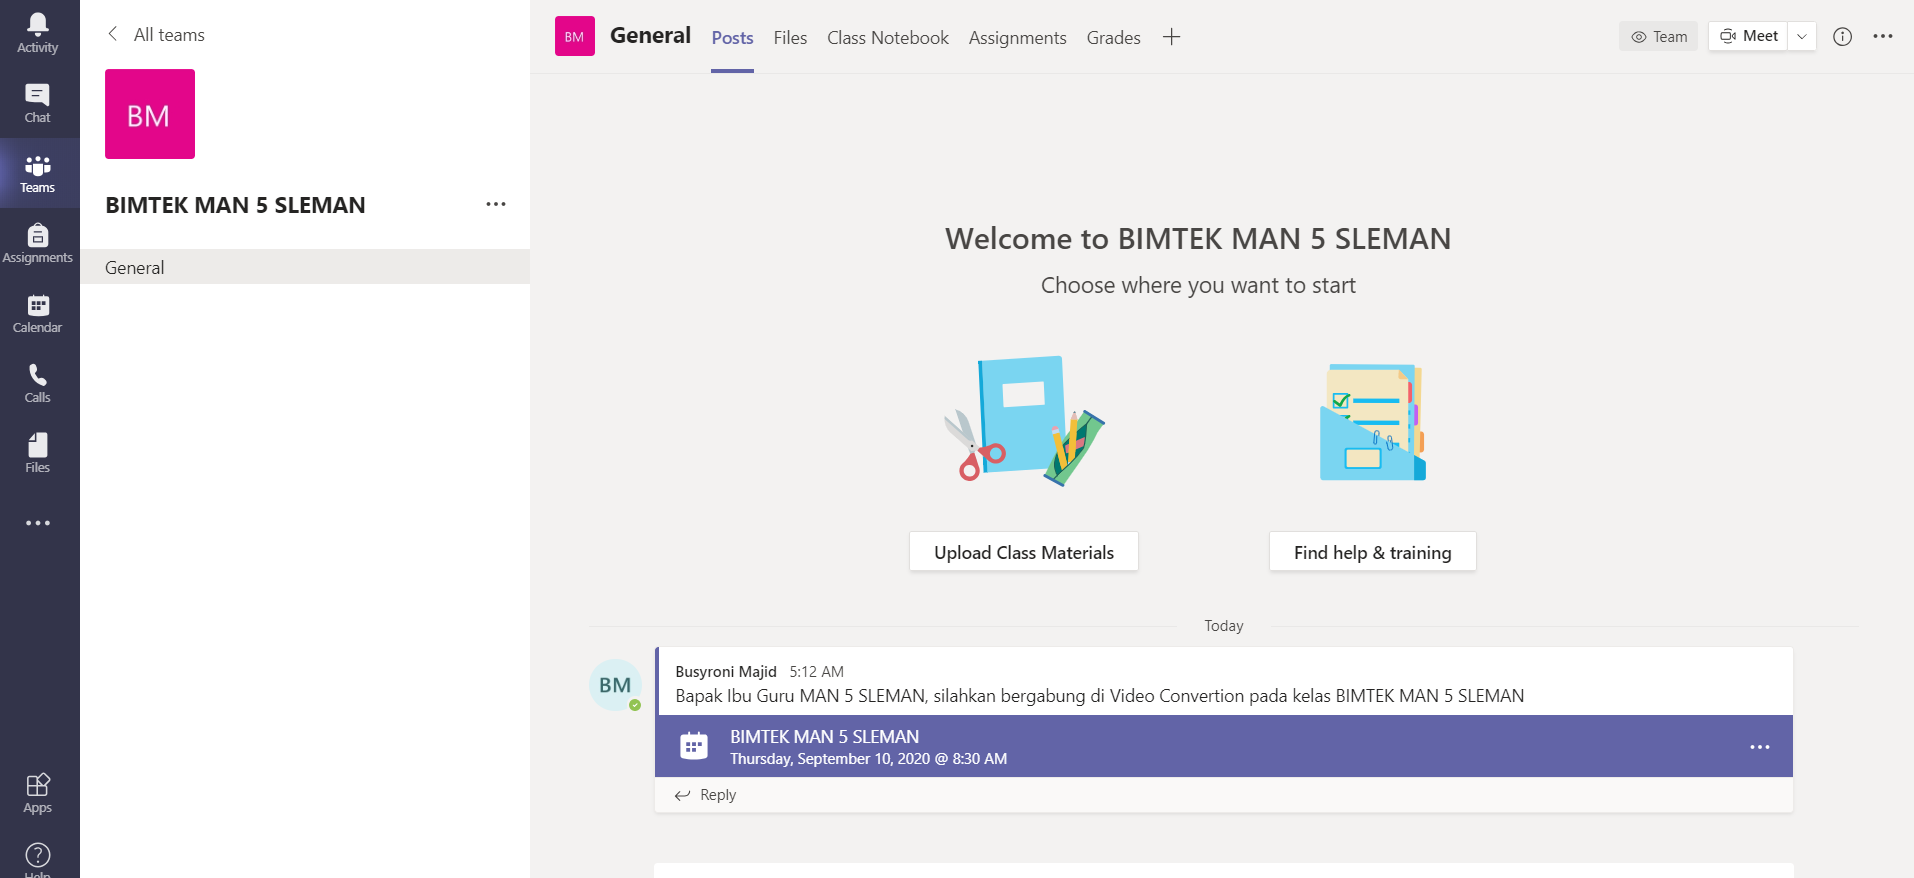 Activity
Chat
Teams
Assignments
Calendar
Calls
Files
Apps
Help
All teams
BM
BIMTEK MAN 5 SLEMAN
General
BM
General
Posts
Files
Class Notebook
Assignments
Grades
Team
Meet
Welcome to BIMTEK MAN 5 SLEMAN
Choose where you want to start
Upload Class Materials
Find help & training
Today
BM
Busyroni Majid 5:12 AM
Bapak Ibu Guru MAN 5 SLEMAN, silahkan bergabung di Video Convertion pada kelas BIMTEK MAN 5 SLEMAN
BIMTEK MAN 5 SLEMAN
Thursday, September 10, 2020 @ 8:30 AM
Reply